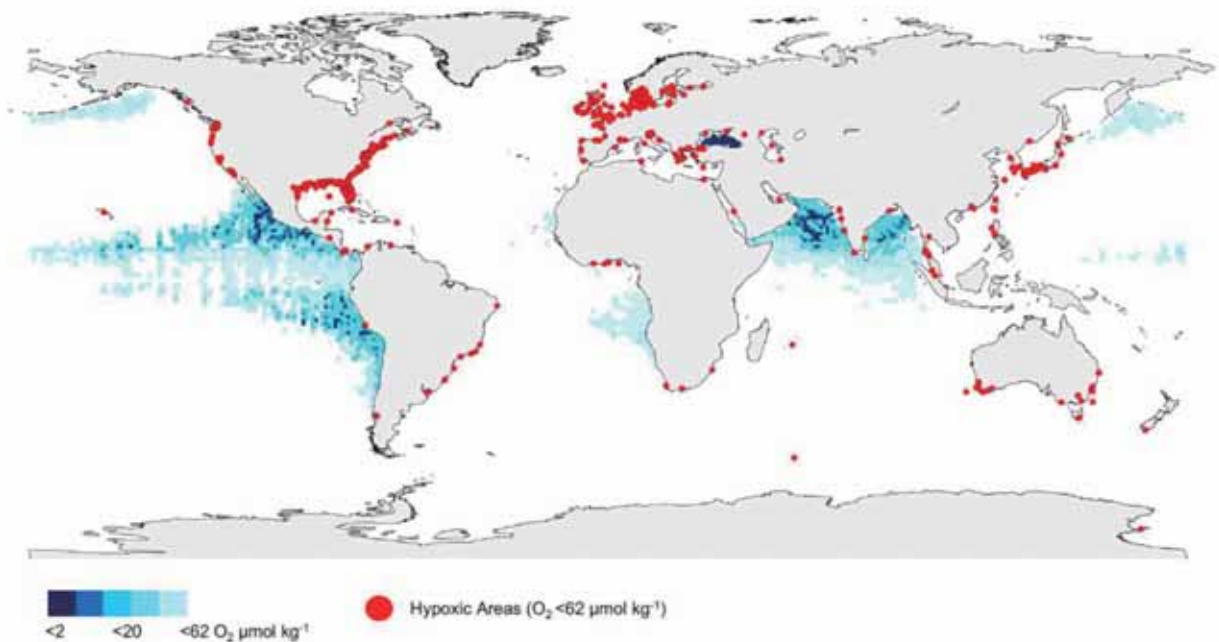 <2 <20 <62 O₂ μmol kg⁻¹
Hypoxic Areas (O₂ <62 μmol kg⁻¹)